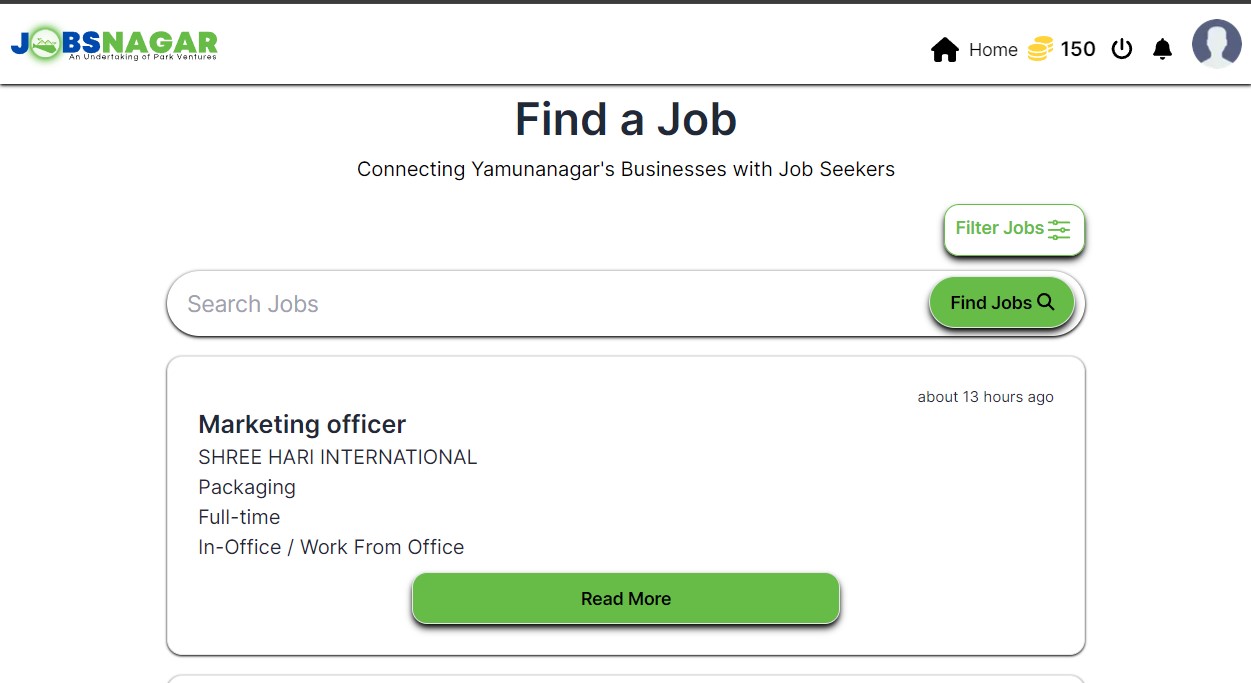 JOBSNAGAR
An Undertaking of Park Ventures
Home 150
Find a Job
Connecting Yamunanagar's Businesses with Job Seekers
Filter Jobs
Search Jobs
Find Jobs
about 13 hours ago
Marketing officer
SHREE HARI INTERNATIONAL
Packaging
Full-time
In-Office / Work From Office
Read More